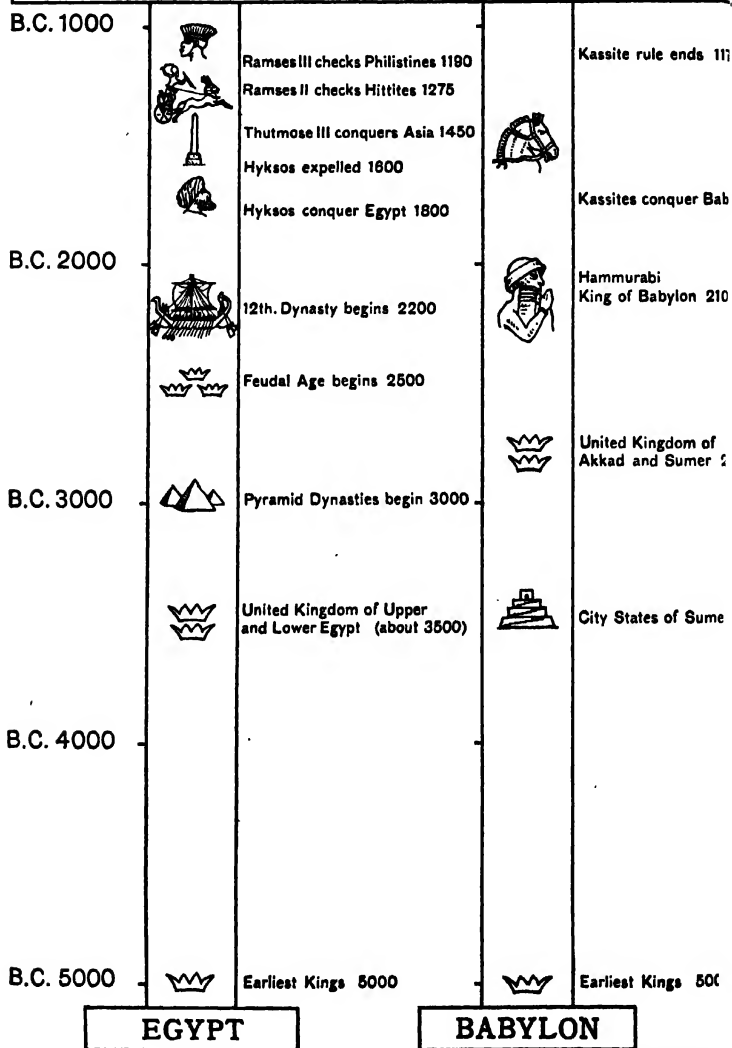 B.C. 1000
Ramses III checks Philistines 1190
Ramses II checks Hittites 1275
Thutmose III conquers Asia 1450
Hyksos expelled 1600
Hyksos conquer Egypt 1800
B.C. 2000
12th. Dynasty begins 2200
Feudal Age begins 2500
B.C. 3000
Pyramid Dynasties begin 3000
United Kingdom of Upper
and Lower Egypt (about 3500)
B.C. 4000
B.C. 5000
Earliest Kings 5000
EGYPT
Kassite rule ends
Kassites conquer
Hammurabi
King of Babylon
United Kingdom of
Akkad and Sumer
City States of
Earliest Kings
BABYLON